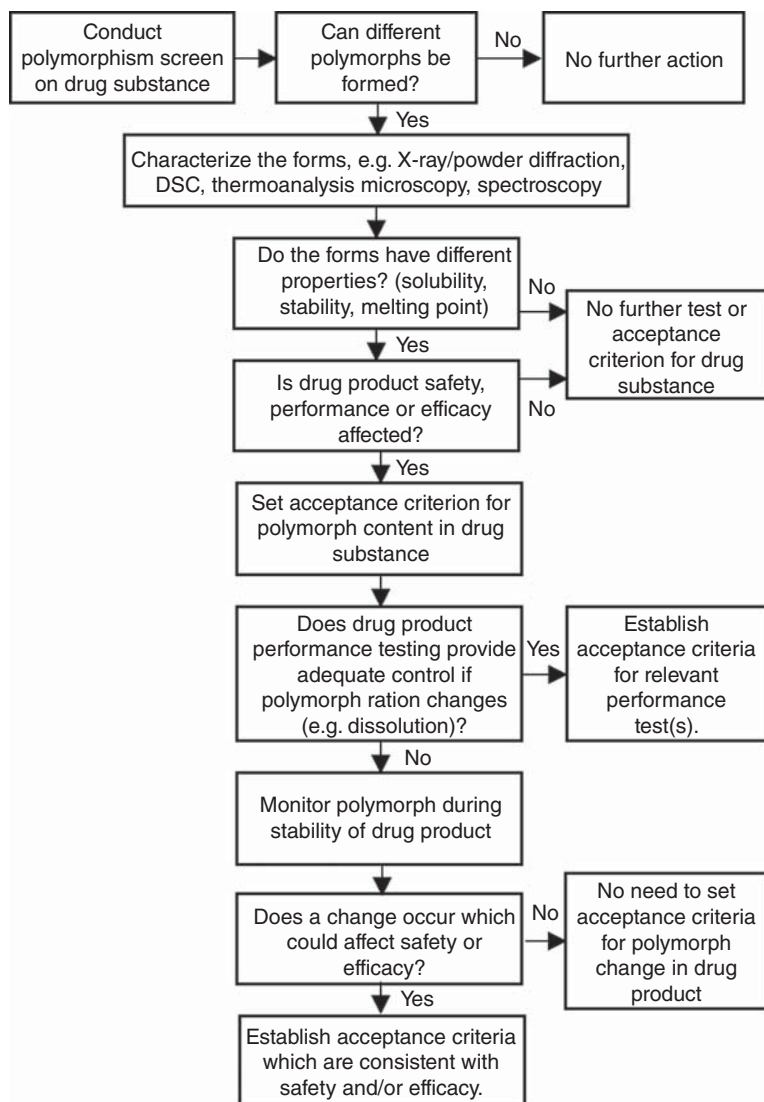 Conduct
polymorphism screen
on drug substance
Can different
polymorphs be
formed?
No
No further action
Yes
Characterize the forms, e.g. X-ray/powder diffraction,
DSC, thermoanalysis microscopy, spectroscopy
Do the forms have different
properties? (solubility,
stability, melting point)
No
No further test or
acceptance
criterion for drug
substance
Yes
Is drug product safety,
performance or efficacy
affected?
No
Yes
Set acceptance criterion for
polymorph content in drug
substance
Does drug product
performance testing provide
adequate control if
polymorph ration changes
(e.g. dissolution)?
Yes
Establish
acceptance criteria
for relevant
performance
test(s).
No
Monitor polymorph during
stability of drug product
Does a change occur which
could affect safety or
efficacy?
No
No need to set
acceptance criteria
for polymorph
change in drug
product
Yes
Establish acceptance criteria
which are consistent with
safety and/or efficacy.